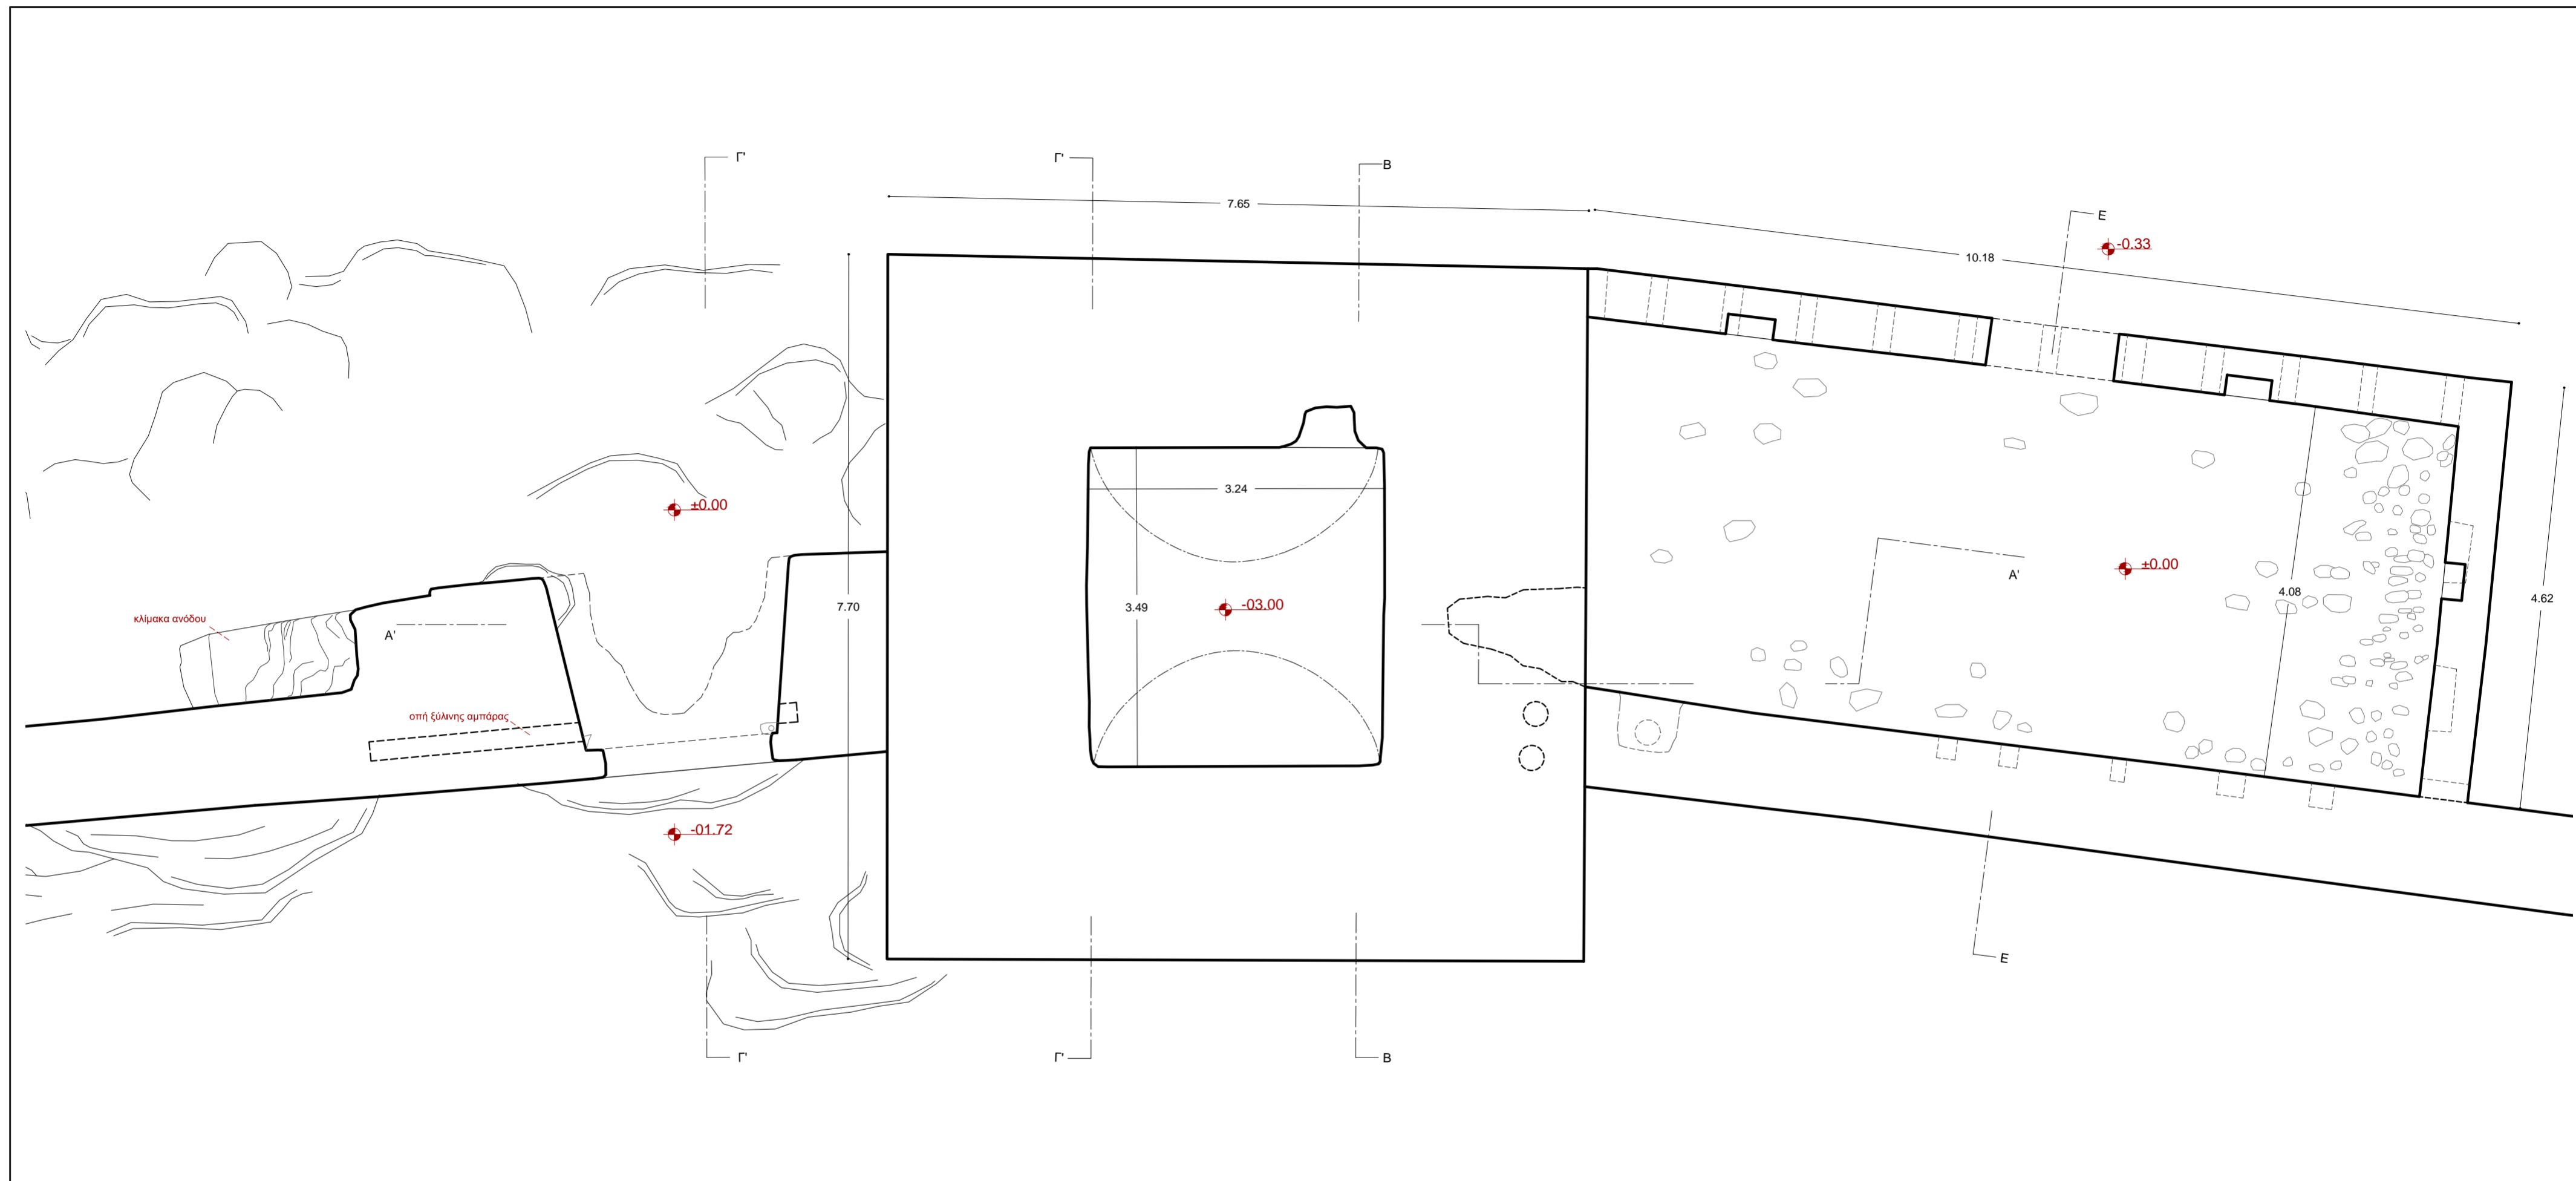 Γ'
Γ'
B
7.65
E
-0.33
10.18
3.24
±0.00
±0.00
A'
4.08
4.62
7.70
3.49
-03.00
κλίμακα ανόδου
A'
οπή ξύλινης αμπάρας
-01.72
E
Γ'
Γ'
B